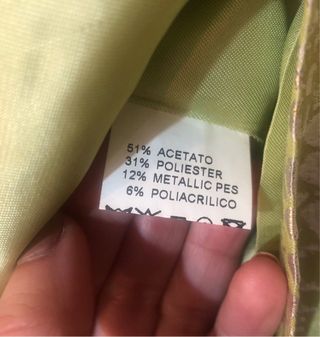 51% ACETATO
31% POLIESTER
12% METALLIC PES
6% POLIACRILICO